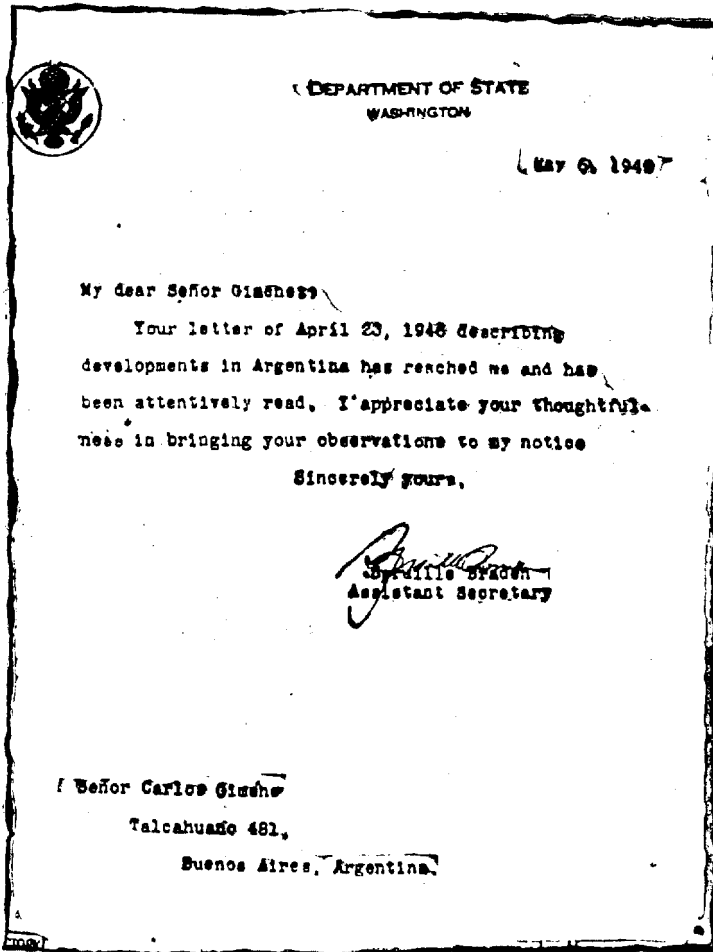 DEPARTMENT OF STATE
WASHINGTON
May 6, 1946
My dear Señor
Your letter of April 23, 1946 describing
developments in Argentina has reached me and has
been attentively read. I appreciate your thoughtful-
ness in bringing your observations to my notice
Sincerely yours,
Spruille Braden
Assistant Secretary
Señor Carlos
Talcahuano 481,
Buenos Aires, Argentina.